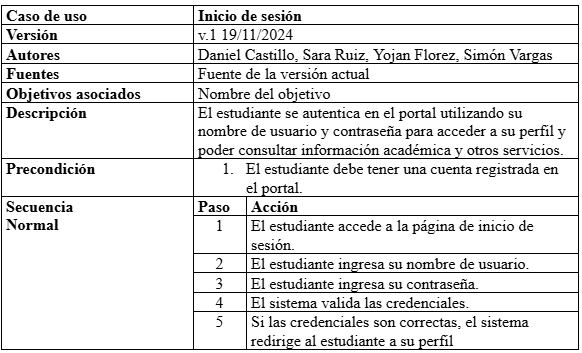 Caso de uso Inicio de sesión
Versión v.1 19/11/2024
Autores Daniel Castillo, Sara Ruiz, Yojan Florez, Simón Vargas
Fuentes Fuente de la versión actual
Objetivos asociados Nombre del objetivo
Descripción El estudiante se autentica en el portal utilizando su
nombre de usuario y contraseña para acceder a su perfil y
poder consultar información académica y otros servicios.
Precondición 1. El estudiante debe tener una cuenta registrada en
el portal.
Secuencia Paso Acción
Normal 1 El estudiante accede a la página de inicio de
sesión.
2 El estudiante ingresa su nombre de usuario.
3 El estudiante ingresa su contraseña.
4 El sistema valida las credenciales.
5 Si las credenciales son correctas, el sistema
redirige al estudiante a su perfil